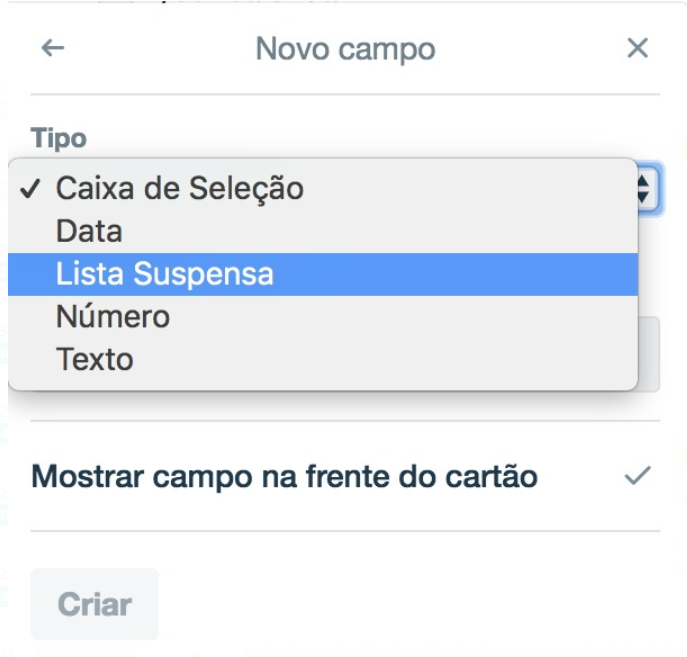 Novo campo
Tipo
Caixa de Seleção
Data
Lista Suspensa
Número
Texto
Mostrar campo na frente do cartão
Criar